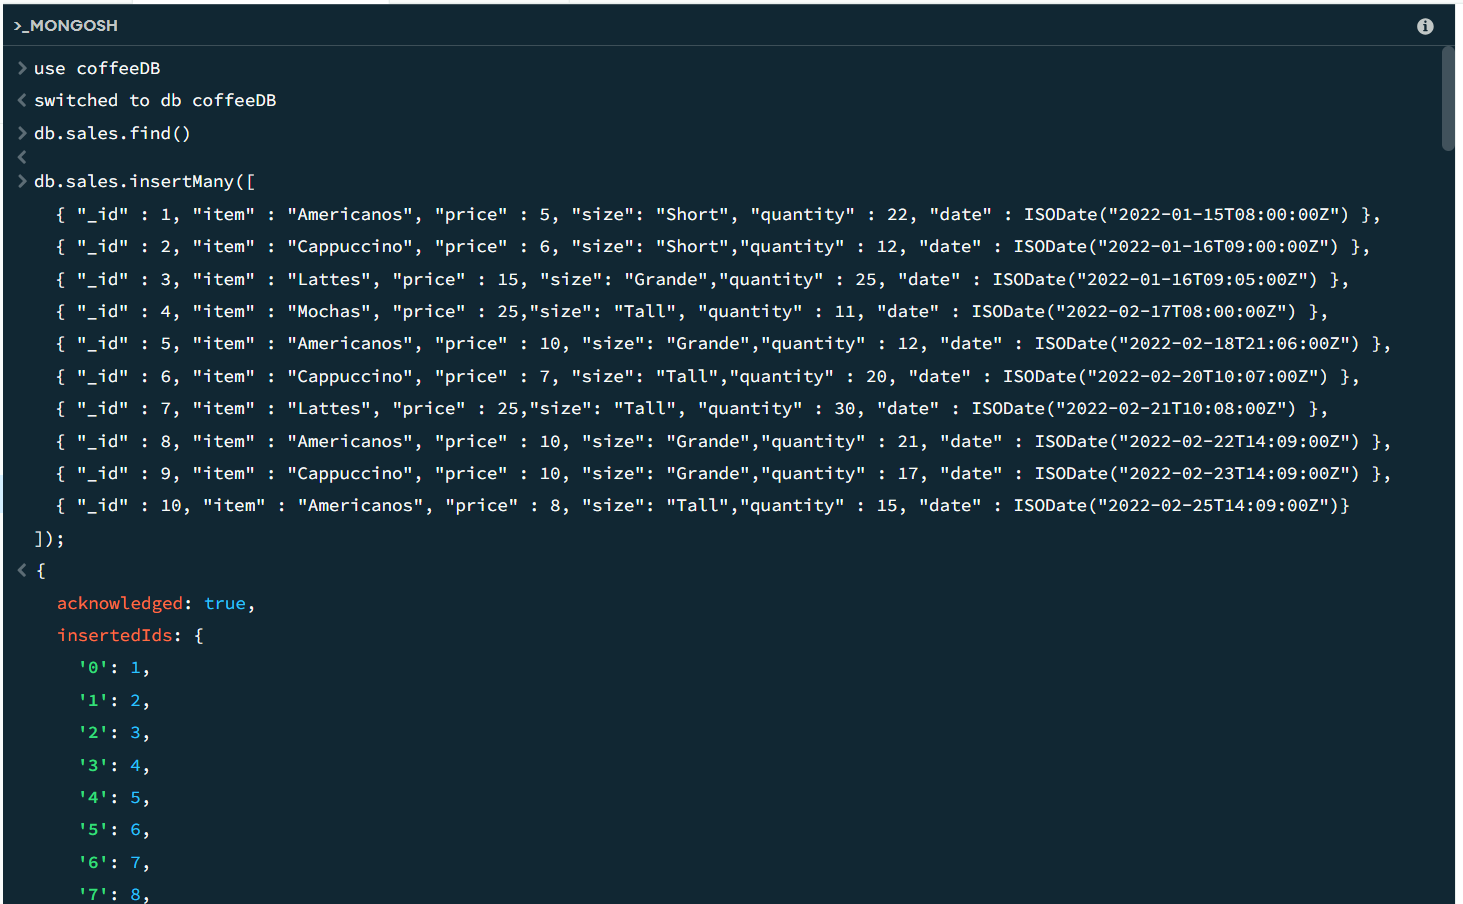 >_MONGOSH
> use coffeeDB
< switched to db coffeeDB
> db.sales.find()
<
> db.sales.insertMany([
{ "_id" : 1, "item" : "Americanos", "price" : 5, "size": "Short", "quantity" : 22, "date" : ISODate("2022-01-15T08:00:00Z") },
{ "_id" : 2, "item" : "Cappuccino", "price" : 6, "size": "Short","quantity" : 12, "date" : ISODate("2022-01-16T09:00:00Z") },
{ "_id" : 3, "item" : "Lattes", "price" : 15, "size": "Grande","quantity" : 25, "date" : ISODate("2022-01-16T09:05:00Z") },
{ "_id" : 4, "item" : "Mochas", "price" : 25,"size": "Tall", "quantity" : 11, "date" : ISODate("2022-02-17T08:00:00Z") },
{ "_id" : 5, "item" : "Americanos", "price" : 10, "size": "Grande","quantity" : 12, "date" : ISODate("2022-02-18T21:06:00Z") },
{ "_id" : 6, "item" : "Cappuccino", "price" : 7, "size": "Tall","quantity" : 20, "date" : ISODate("2022-02-20T10:07:00Z") },
{ "_id" : 7, "item" : "Lattes", "price" : 25,"size": "Tall", "quantity" : 30, "date" : ISODate("2022-02-21T10:08:00Z") },
{ "_id" : 8, "item" : "Americanos", "price" : 10, "size": "Grande","quantity" : 21, "date" : ISODate("2022-02-22T14:09:00Z") },
{ "_id" : 9, "item" : "Cappuccino", "price" : 10, "size": "Grande","quantity" : 17, "date" : ISODate("2022-02-23T14:09:00Z") },
{ "_id" : 10, "item" : "Americanos", "price" : 8, "size": "Tall","quantity" : 15, "date" : ISODate("2022-02-25T14:09:00Z")}
]);
< {
acknowledged: true,
insertedIds: {
'0': 1,
'1': 2,
'2': 3,
'3': 4,
'4': 5,
'5': 6,
'6': 7,
'7': 8,